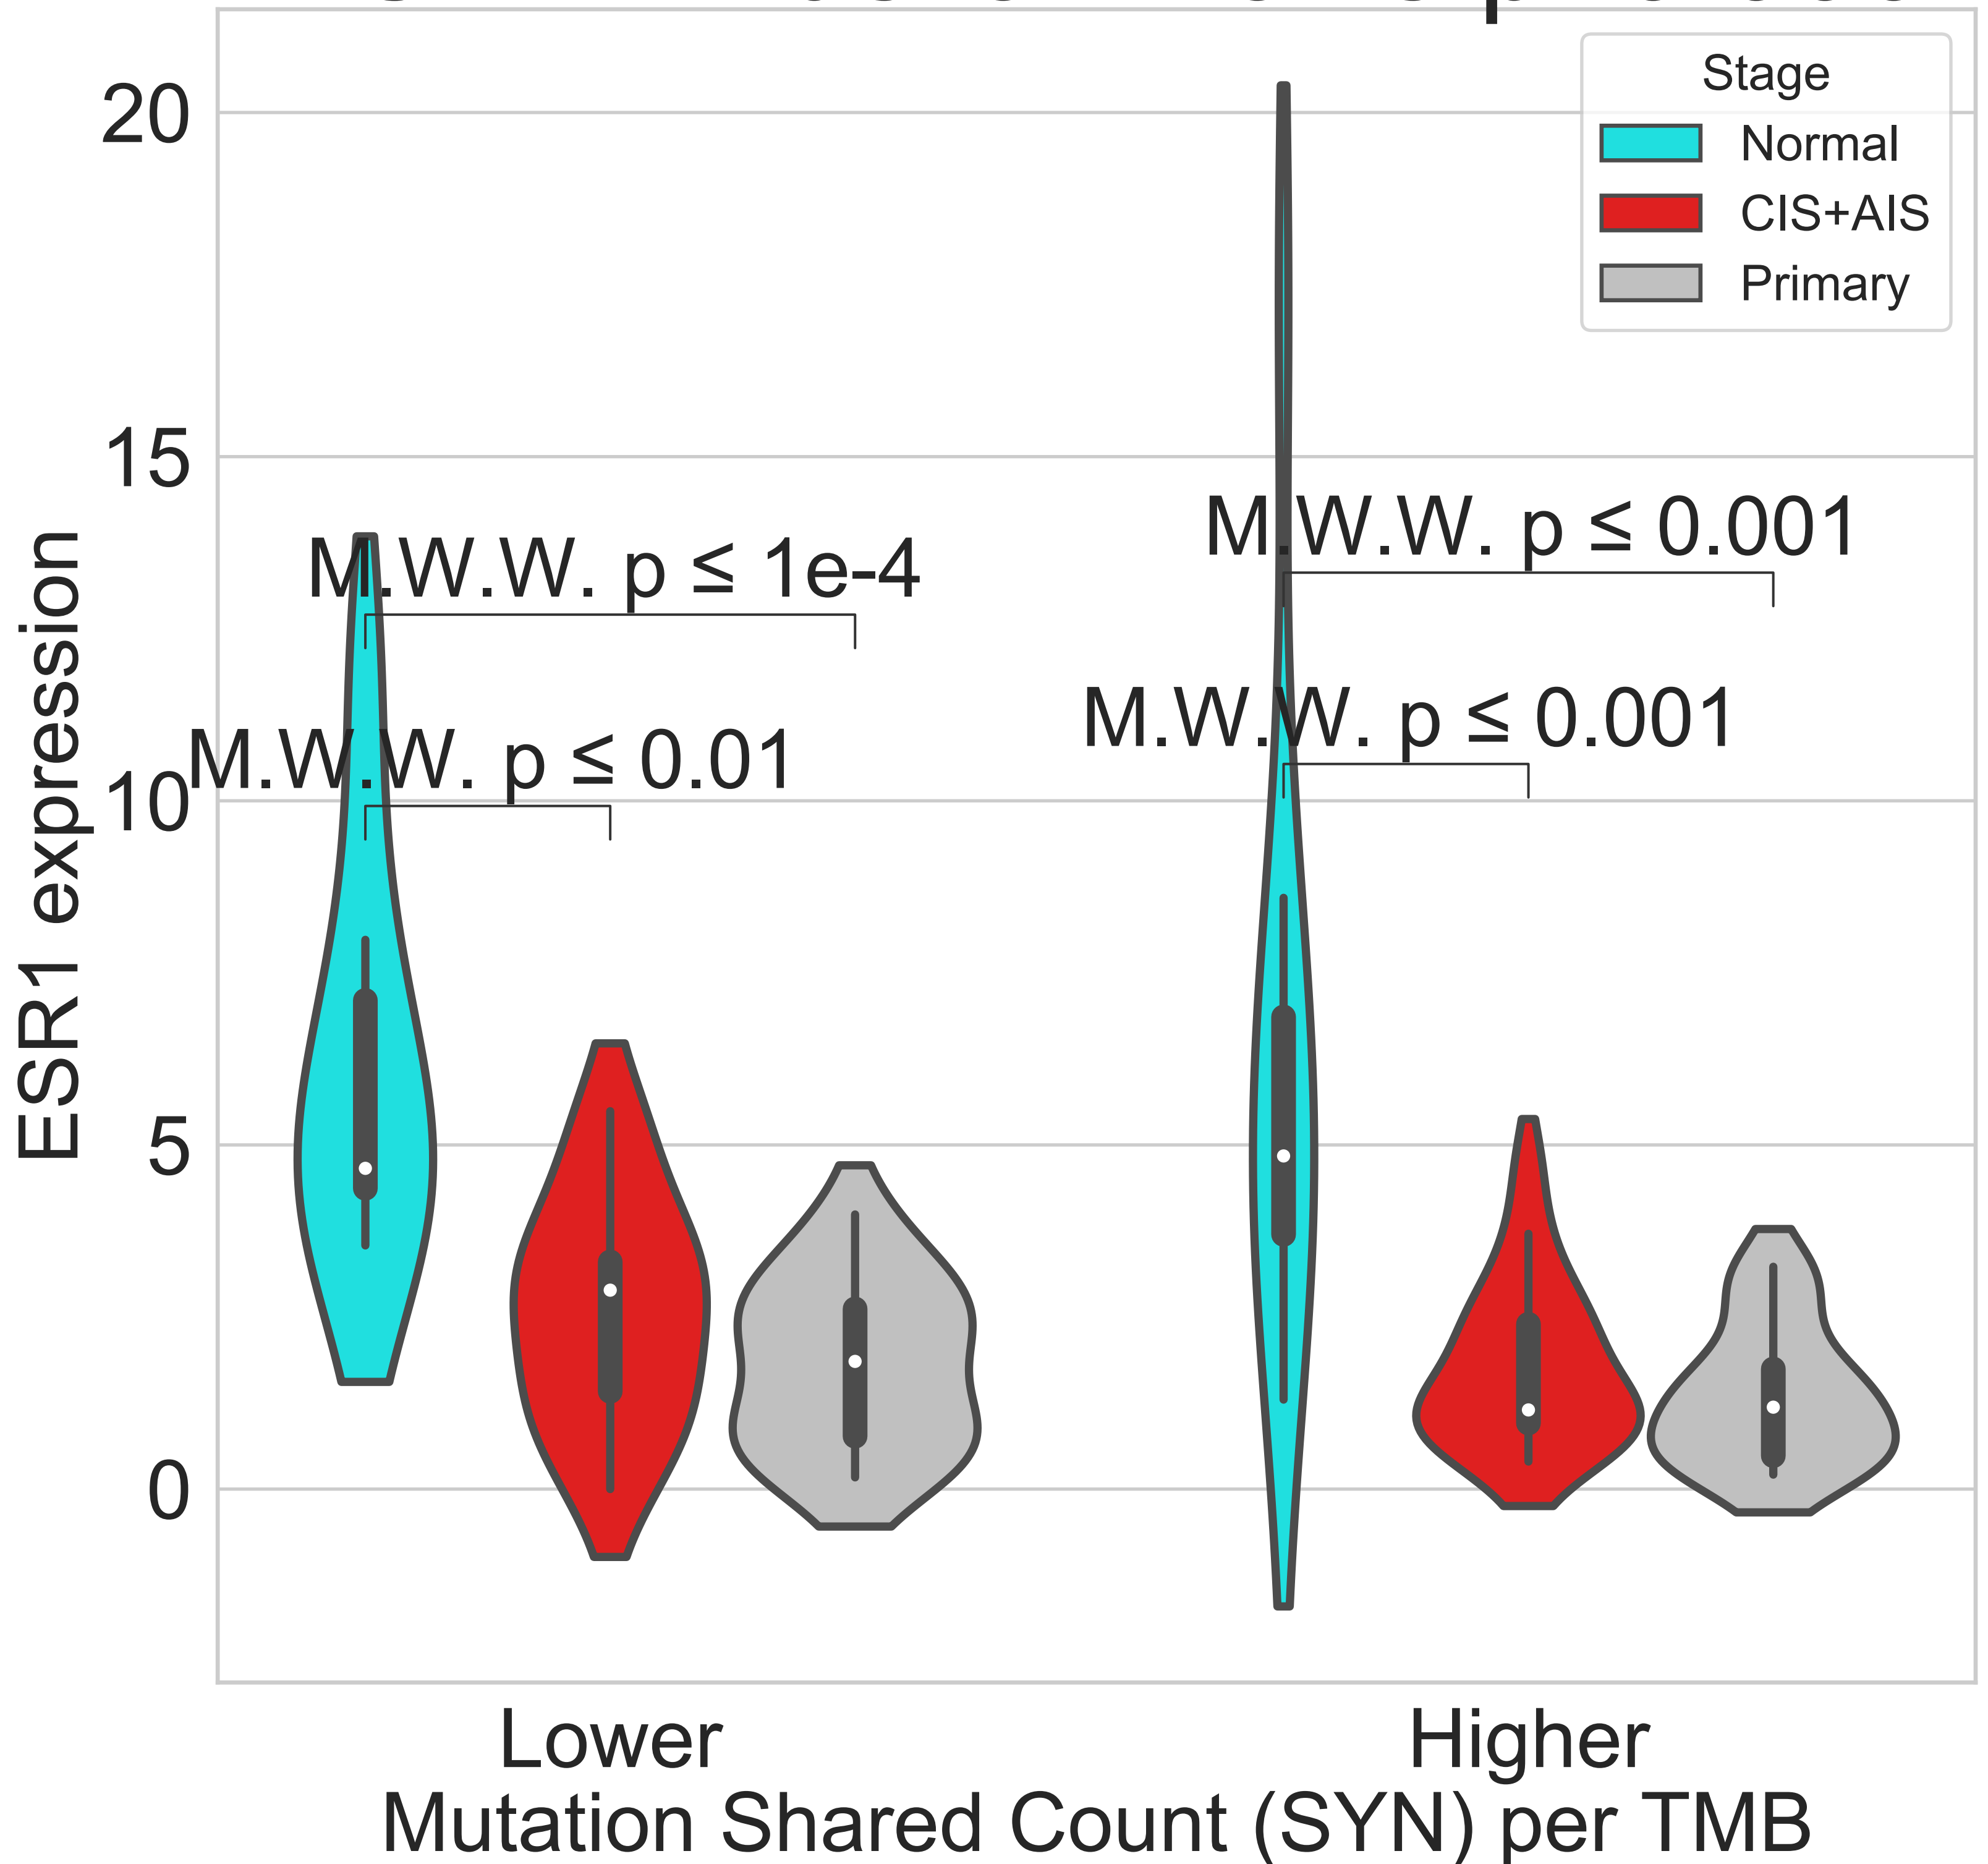 Stage
Normal
CIS+AIS
Primary
20
15
10
5
0
ESR1 expression
M.W.W. p ≤ 1e-4
M.W.W. p ≤ 0.01
M.W.W. p ≤ 0.001
M.W.W. p ≤ 0.001
Lower
Higher
Mutation Shared Count (SYN) per TMB